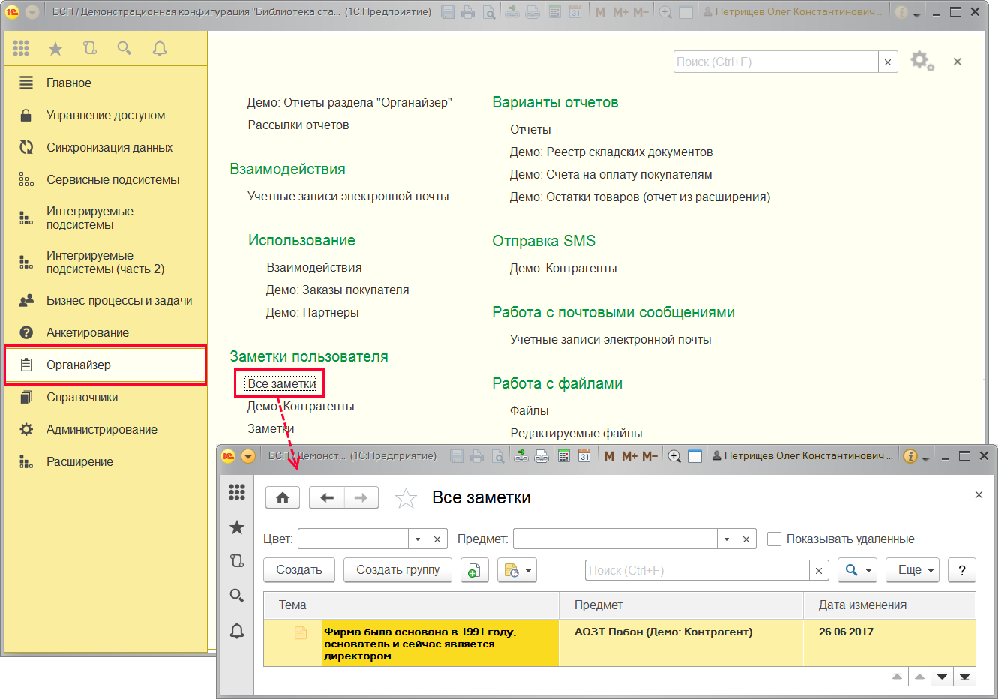 БСП / Демонстрационная конфигурация "Библиотека ста... (1С:Предприятие)
31
M M+ M-
Петрищев Олег Константинович ...
Поиск (Ctrl+F)
Главное
Управление доступом
Синхронизация данных
Сервисные подсистемы
Интегрируемые
подсистемы
Интегрируемые
подсистемы (часть 2)
Бизнес-процессы и задачи
Анкетирование
Органайзер
Справочники
Администрирование
Расширение
Демо: Отчеты раздела "Органайзер"
Рассылки отчетов
Взаимодействия
Учетные записи электронной почты
Использование
Взаимодействия
Демо: Заказы покупателя
Демо: Партнеры
Заметки пользователя
Все заметки
Демо: Контрагенты
Заметки
Варианты отчетов
Отчеты
Демо: Реестр складских документов
Демо: Счета на оплату покупателям
Демо: Остатки товаров (отчет из расширения)
Отправка SMS
Демо: Контрагенты
Работа с почтовыми сообщениями
Учетные записи электронной почты
Работа с файлами
Файлы
Редактируемые файлы
БСП / Демонст... (1С:Предприятие)
31
M M+ M-
Петрищев Олег Константинович ...
Все заметки
Цвет:
Предмет:
Показывать удаленные
Создать
Создать группу
Поиск (Ctrl+F)
Еще
?
Тема
Предмет
Дата изменения
Фирма была основана в 1991 году,
основатель и сейчас является
директором.
АОЗТ Лабан (Демо: Контрагент)
26.06.2017